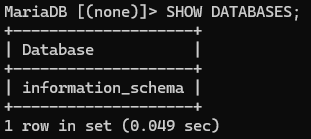 MariaDB [(none)]> SHOW DATABASES;
+--------------------+
| Database           |
+--------------------+
| information_schema |
+--------------------+
1 row in set (0.049 sec)